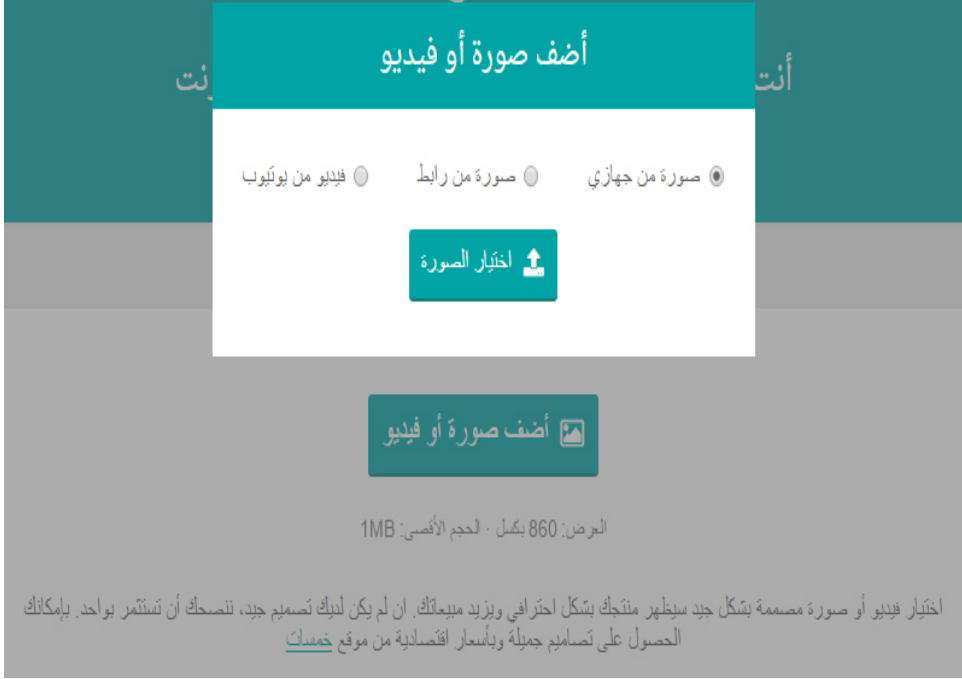 أضف صورة أو فيديو
أنت
صورة من جهازي
صورة من رابط
فيديو من يوتيوب
اختيار الصورة
أضف صورة أو فيديو
العرض: 860 بكسل · الحجم الأقصى: 1MB
اختيار فيديو أو صورة مصممة بشكل جيد سيظهر منتجك بشكل احترافي ويزيد مبيعاتك. ان لم يكن لديك تصميم جيد، ننصحك أن تستثمر بواحد. بإمكانك
الحصول على تصاميم جميلة وبأسعار اقتصادية من موقع خمسات